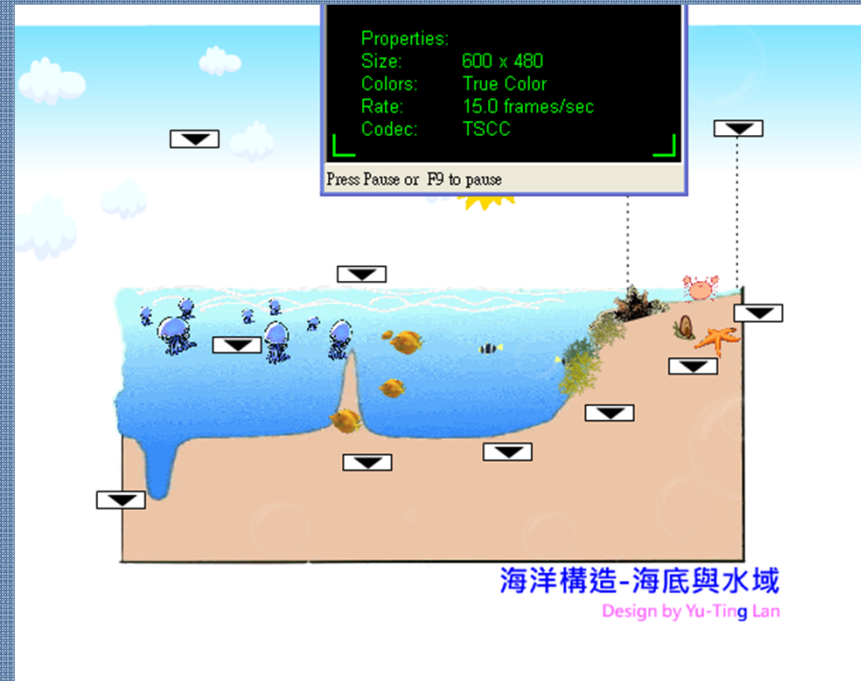 Properties:
Size: 600 x 480
Colors: True Color
Rate: 15.0 frames/sec
Codec: TSCC
Press Pause or F9 to pause
海洋構造-海底與水域
Design by Yu-Ting Lan